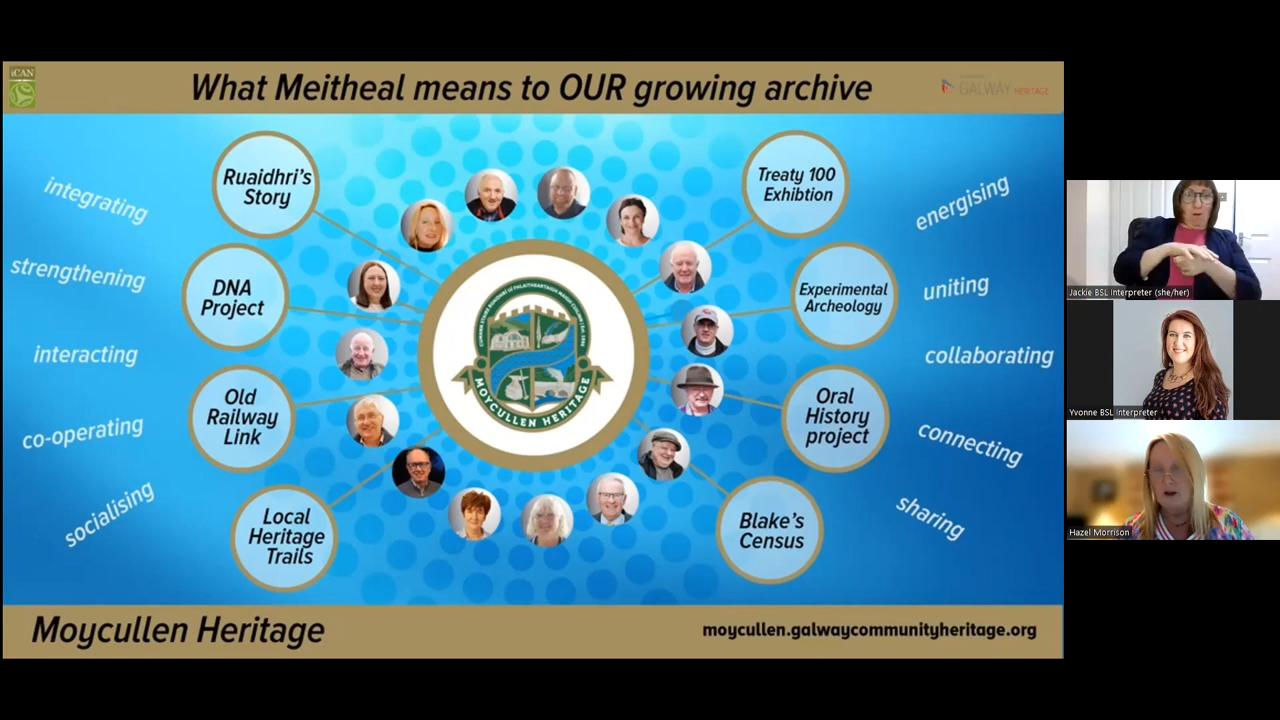 iCAN
What Meitheal means to OUR growing archive
GALWAY HERITAGE
integrating
strengthening
interacting
co-operating
socialising
Ruaidhri's
Story
DNA
Project
Old
Railway
Link
Local
Heritage
Trails
MOYCULLEN HERITAGE
Treaty 100
Exhibtion
Experimental
Archeology
Oral
History
project
Blake's
Census
energising
uniting
collaborating
connecting
sharing
Moycullen Heritage
moycullen.galwaycommunityheritage.org
Jackie BSL Interpreter (she/her)
Yvonne BSL Interpreter
Hazel Morrison